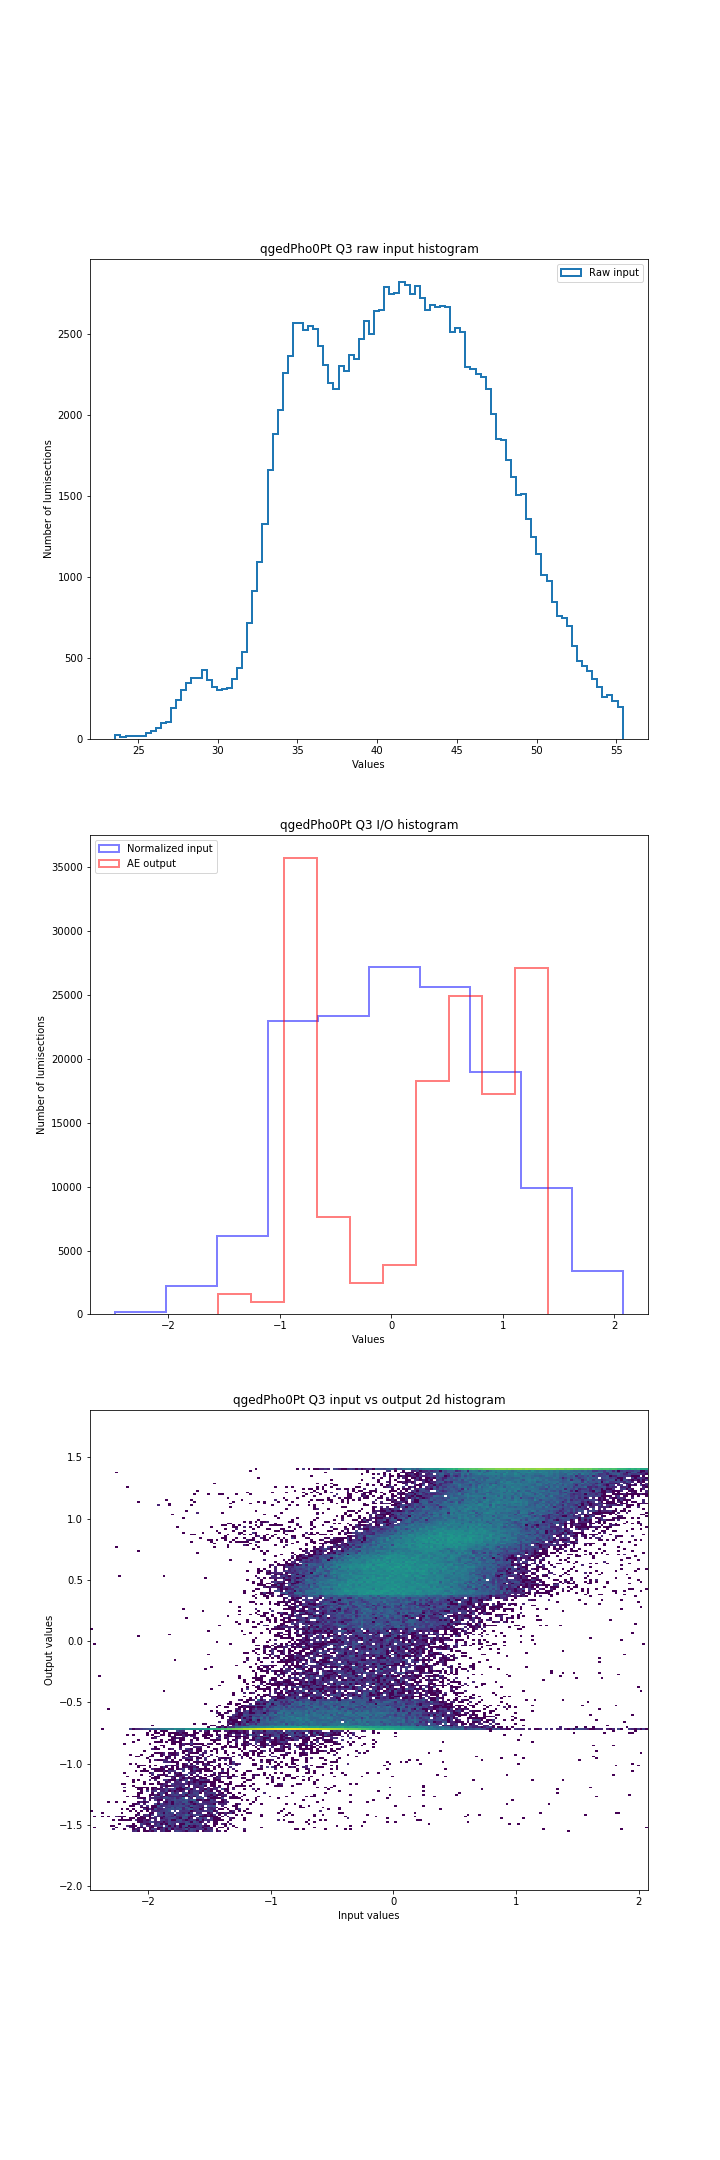 qgedPho0Pt Q3 raw input histogram
Raw input
2500
2000
1500
1000
500
0
Number of lumisections
25 30 35 40 45 50 55
Values
qgedPho0Pt Q3 I/O histogram
Normalized input
AE output
35000
30000
25000
20000
15000
10000
5000
0
Number of lumisections
−2 −1 0 1 2
Values
qgedPho0Pt Q3 input vs output 2d histogram
1.5
1.0
0.5
0.0
−0.5
−1.0
−1.5
−2.0
Output values
−2 −1 0 1 2
Input values